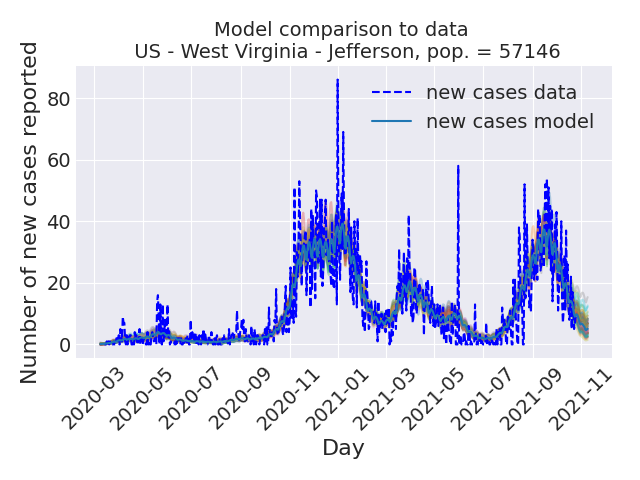 Model comparison to data
US - West Virginia - Jefferson, pop. = 57146
Number of new cases reported
80
60
40
20
0
new cases data
new cases model
2020-03
2020-05
2020-07
2020-09
2020-11
2021-01
2021-03
2021-05
2021-07
2021-09
2021-11
Day